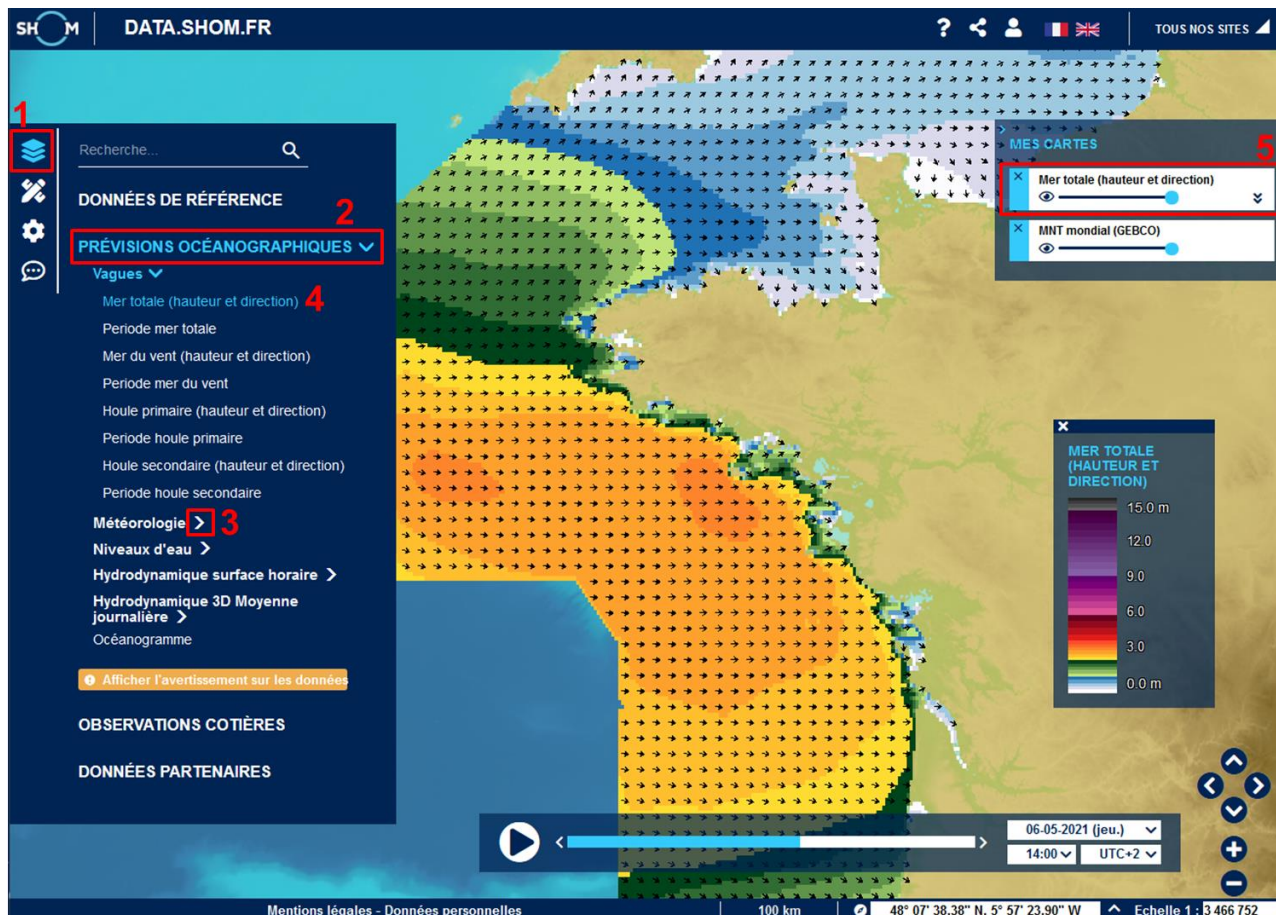 SHOM
DATA.SHOM.FR
?
TOUS NOS SITES
1
Recherche...
DONNÉES DE RÉFÉRENCE
2
PRÉVISIONS OCÉANOGRAPHIQUES
Vagues
Mer totale (hauteur et direction)
4
Periode mer totale
Mer du vent (hauteur et direction)
Periode mer du vent
Houle primaire (hauteur et direction)
Periode houle primaire
Houle secondaire (hauteur et direction)
Periode houle secondaire
Météorologie
3
Niveaux d'eau
Hydrodynamique surface horaire
Hydrodynamique 3D Moyenne
journalière
Océanogramme
Afficher l'avertissement sur les données
OBSERVATIONS COTIÈRES
DONNÉES PARTENAIRES
MES CARTES
5
Mer totale (hauteur et direction)
MNT mondial (GEBCO)
MER TOTALE
(HAUTEUR ET
DIRECTION)
15.0 m
12.0
9.0
6.0
3.0
0.0 m
06-05-2021 (jeu.)
14:00 UTC+2
Mentions légales - Données personnelles
100 km
48° 07' 38.38" N, 5° 57' 23.90" W
Echelle 1 : 3 466 752